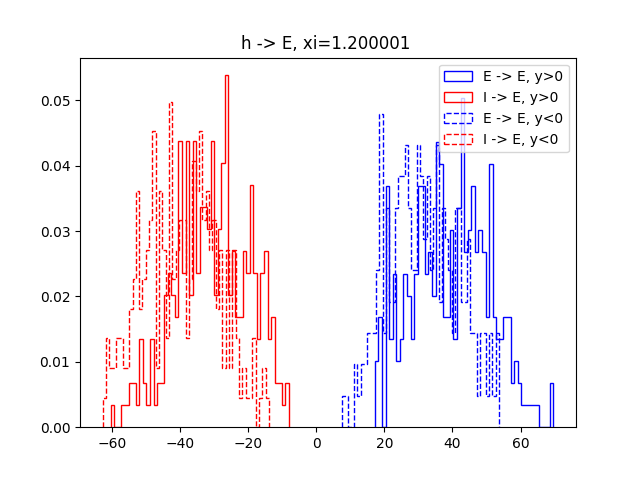 h -> E, xi=1.200001
E -> E, y>0
I -> E, y>0
E -> E, y<0
I -> E, y<0
0.05
0.04
0.03
0.02
0.01
0.00
−60 −40 −20 0 20 40 60